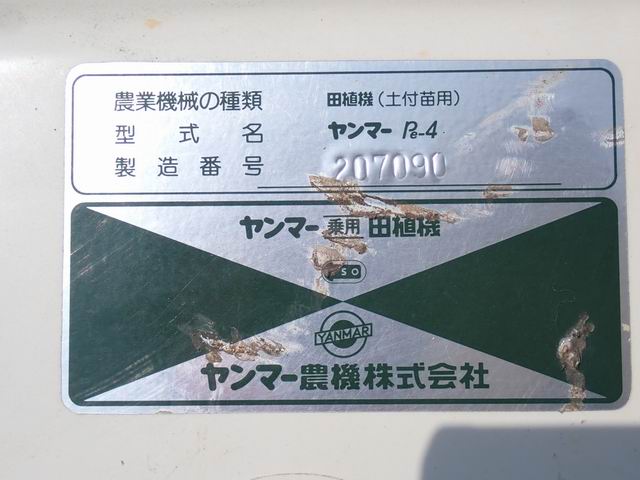 農業機械の種類 田植機(土付苗用)
型式名 ヤンマー Pe-4
製造番号 207090
ヤンマー乗用田植機
YANMAR
ヤンマー農機株式会社